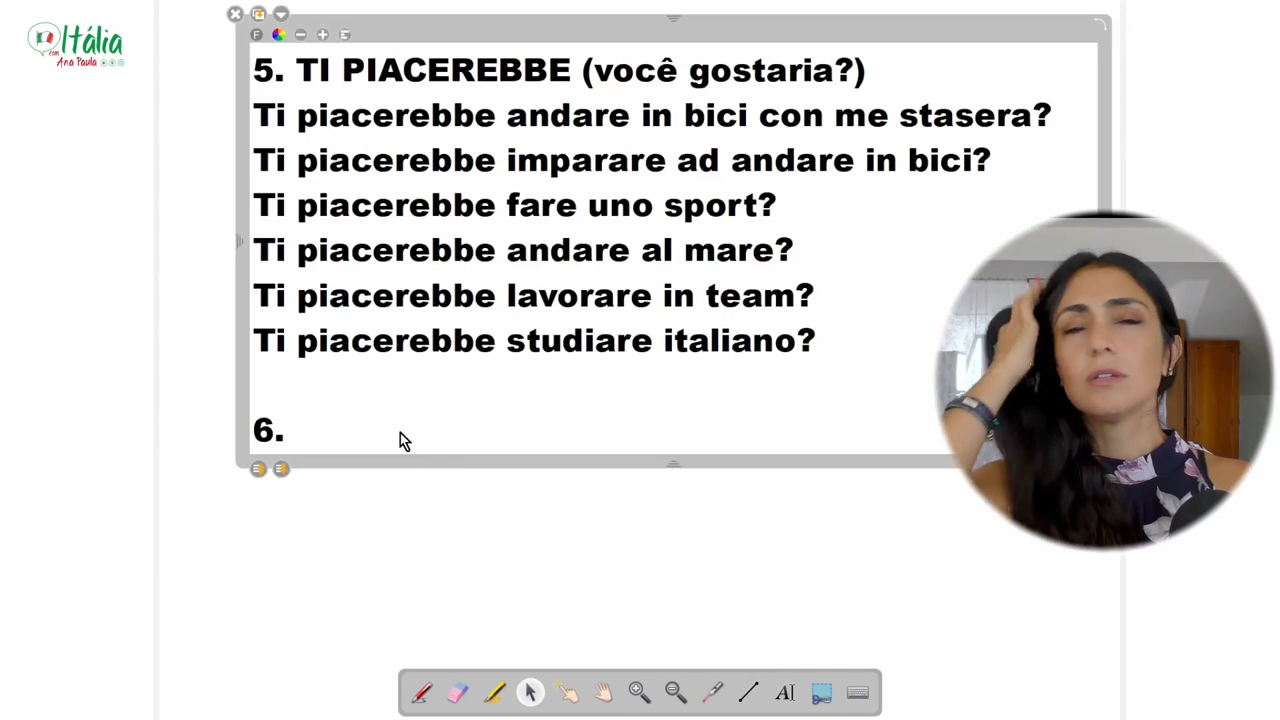 Itália
com
Ana Paula
5. TI PIACEREBBE (você gostaria?)
Ti piacerebbe andare in bici con me stasera?
Ti piacerebbe imparare ad andare in bici?
Ti piacerebbe fare uno sport?
Ti piacerebbe andare al mare?
Ti piacerebbe lavorare in team?
Ti piacerebbe studiare italiano?
6.